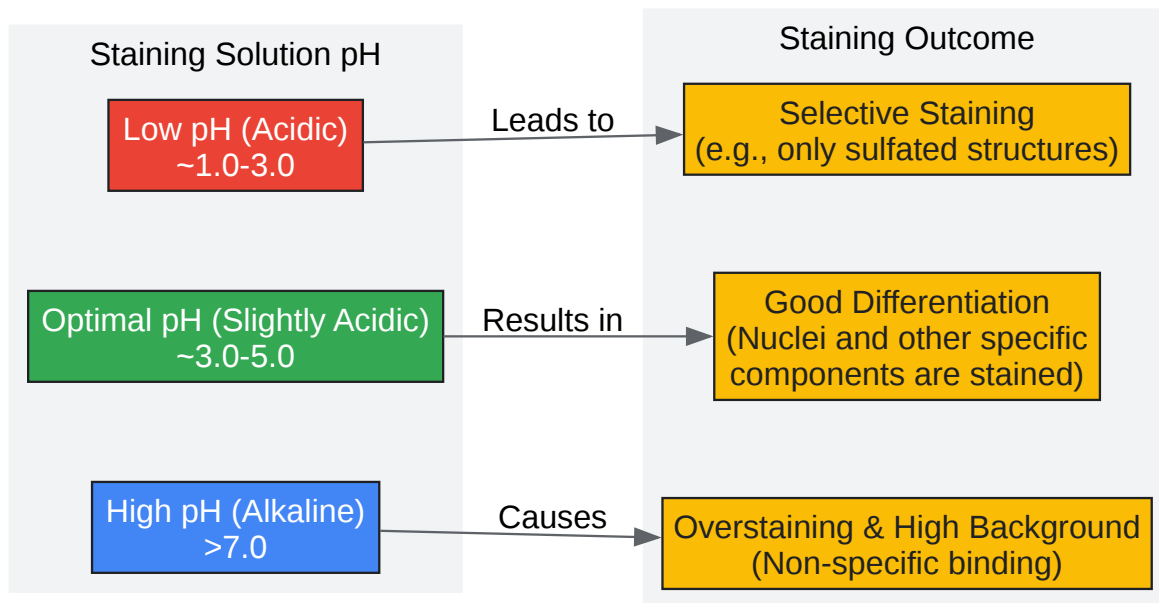 Staining Solution pH
Staining Outcome
Low pH (Acidic)
~1.0-3.0
Leads to
Selective Staining
(e.g., only sulfated structures)
Optimal pH (Slightly Acidic)
~3.0-5.0
Results in
Good Differentiation
(Nuclei and other specific
components are stained)
High pH (Alkaline)
>7.0
Causes
Overstaining & High Background
(Non-specific binding)